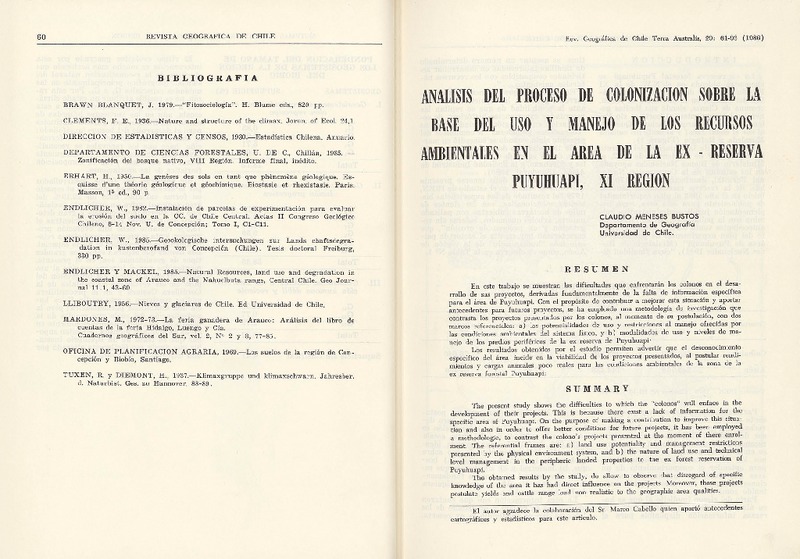 60 REVISTA GEOGRAFICA DE CHILE
BIBLIOGRAFIA
BRAWN BLANQUET, J. 1979.—"Fitosociología". H. Blume eds., 820 pp.
CLEMENTS, F. E., 1936.—Nature and structure of the climax. Journ. of Ecol. 24,1
DIRECCION DE ESTADISTICAS Y CENSOS, 1930.—Estadística Chilena. Anuario.
DEPARTAMENTO DE CIENCIAS FORESTALES, U. DE C., Chillán, 1985.—
Zonificación del bosque nativo, VIII Región. Informe final, inédito.
ERHART, H., 1950.—La genèses des sols en tant que phénomène géologique. Es-
quisse d'une théorie géologique et géochimique. Biostasie et rhexistasie. Paris.
Masson, 1ª ed., 90 p.
ENDLICHER, W., 1982.—Instalación de parcelas de experimentación para evaluar
la erosión del suelo en la CC. de Chile Central. Actas II Congreso Geológico
Chileno, 8-14 Nov. U. de Concepción; Tomo I, C1-C11.
ENDLICHER, W., 1985.—Geookologische
dation in kustenbergland von Concepción (Chile). Tesis doctoral Freiburg,
330 pp.
ENDLICHER Y MACKEL, 1985.—Natural Resources, land use and degradation in
the coastal zone of Arauco and the Nahuelbuta range, Central Chile. Geo Jour-
nal 11.1, 43-60
LLIBOUTRY, 1956.—Nieves y glaciares de Chile. Ed Universidad de Chile.
MARDONES, M., 1972-73.—La feria ganadera de Arauco: Análisis del libro de
cuentas de la feria Hidalgo, Luengo y Cía.
Cuadernos geográficos del Sur, vol. 2, Nº 2 y 3, 77-85.
OFICINA DE PLANIFICACION AGRARIA, 1969.—Los suelos de la región de Con-
cepción y Biobío, Santiago.
TUXEN, R. y DIEMONT, H., 1937.—Klimaxgruppe und klimaxschwarm. Jahresber.
d. Naturhist. Ges. zu Hannover. 88-89.
Rev. Geográfica de Chile Terra Australis, 29: 61-93 (1986)
ANALISIS DEL PROCESO DE COLONIZACION SOBRE LA
BASE DEL USO Y MANEJO DE LOS RECURSOS
AMBIENTALES EN EL AREA DE LA EX - RESERVA
PUYUHUAPI, XI REGION
CLAUDIO MENESES BUSTOS
Departamento de Geografía
Universidad de Chile.
RESUMEN
En este trabajo se muestran las dificultades que enfrentarán los colonos en el desa-
rrollo de sus proyectos, derivadas fundamentalmente de la falta de información específica
para el área de Puyuhuapi. Con el propósito de contribuir a mejorar esta situación y aportar
antecedentes para futuros proyectos, se ha empleado una metodología de investigación que
contrasta los proyectos presentados por los colonos, al momento de su postulación, con dos
marcos referenciales: a) las potencialidades de uso y restricciones al manejo ofrecidas por
las condiciones ambientales del sistema físico, y b) modalidades de uso y niveles de ma-
nejo de los predios periféricos de la ex reserva de Puyuhuapi.
Los resultados obtenidos por el estudio permiten advertir que el desconocimiento
específico del área incide en la viabilidad de los proyectos presentados, al postular rendi-
mientos y cargas animales poco reales para las condiciones ambientales de la zona de la
ex reserva forestal Puyuhuapi.
SUMMARY
The present study shows the difficulties to which the "colonos" will enface in the
development of their projects. This is because there exist a lack of information for the
specific area of Puyuhuapi. On the purpose of making a contribution to improve this situa-
tion and also in order to offer better conditions for future projects, it has been employed
a methodologic, to contrast the colono's projects presented at the moment of there enrol-
ment. The referential frames are: a) land use potentiality and management restricticos
presented by the physical environment system, and b) the nature of land use and technical
level management in the peripheric landed properties to the ex forest reservation of
Puyuhuapi.
The obtained results by the study, do allow to observe that disregard of specific
knowledge of the area it has had direct influence on the projects Moreover, these projects
postulate yields and cattle range load non realistic to the geographic area qualities.
El autor agradece la colaboración del Sr. Marco Cabello quien aportó antecedentes
cartográficos y estadísticos para este artículo.